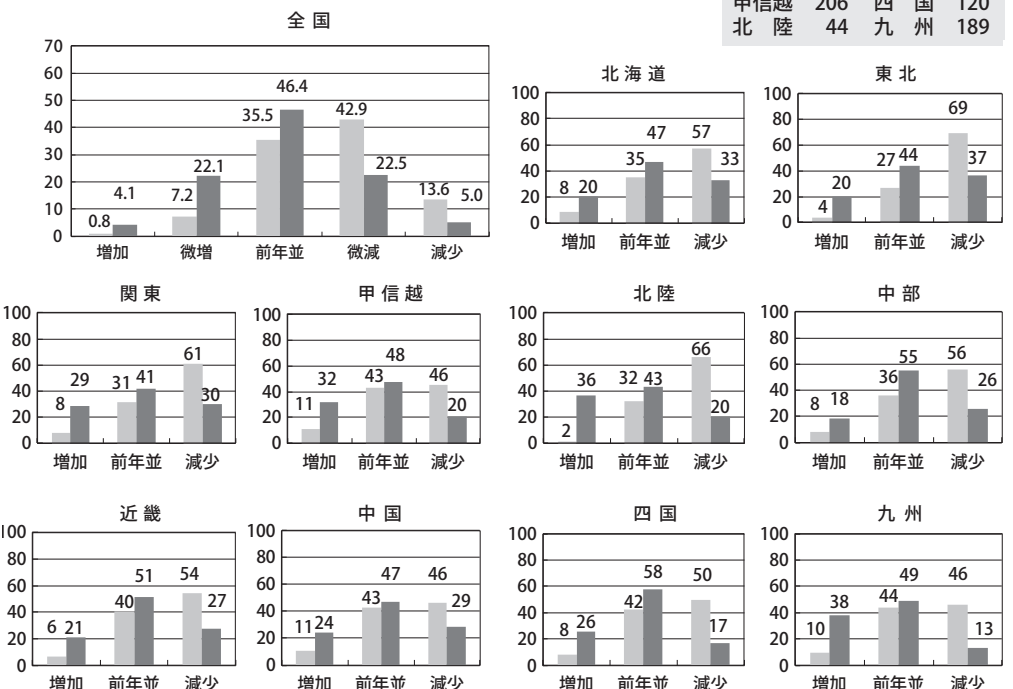 甲信越 206 四 国 120
北 陸 44 九 州 189
全 国
70
60
50
40
30
20
10
0
0.8 4.1 7.2 22.1 35.5 46.4 42.9 22.5 13.6 5.0
増加 微増 前年並 微減 減少
北 海 道
100
80
60
40
20
0
8 20 35 47 57 33
増加 前年並 減少
東 北
100
80
60
40
20
0
4 20 27 44 69 37
増加 前年並 減少
関 東
100
80
60
40
20
0
8 29 31 41 61 30
増加 前年並 減少
甲 信 越
100
80
60
40
20
0
11 32 43 48 46 20
増加 前年並 減少
北 陸
100
80
60
40
20
0
2 36 32 43 66 20
増加 前年並 減少
中 部
100
80
60
40
20
0
8 18 36 55 56 26
増加 前年並 減少
近 畿
100
80
60
40
20
0
6 21 40 51 54 27
増加 前年並 減少
中 国
100
80
60
40
20
0
11 24 43 47 46 29
増加 前年並 減少
四 国
100
80
60
40
20
0
8 26 42 58 50 17
増加 前年並 減少
九 州
100
80
60
40
20
0
10 38 44 49 46 13
増加 前年並 減少